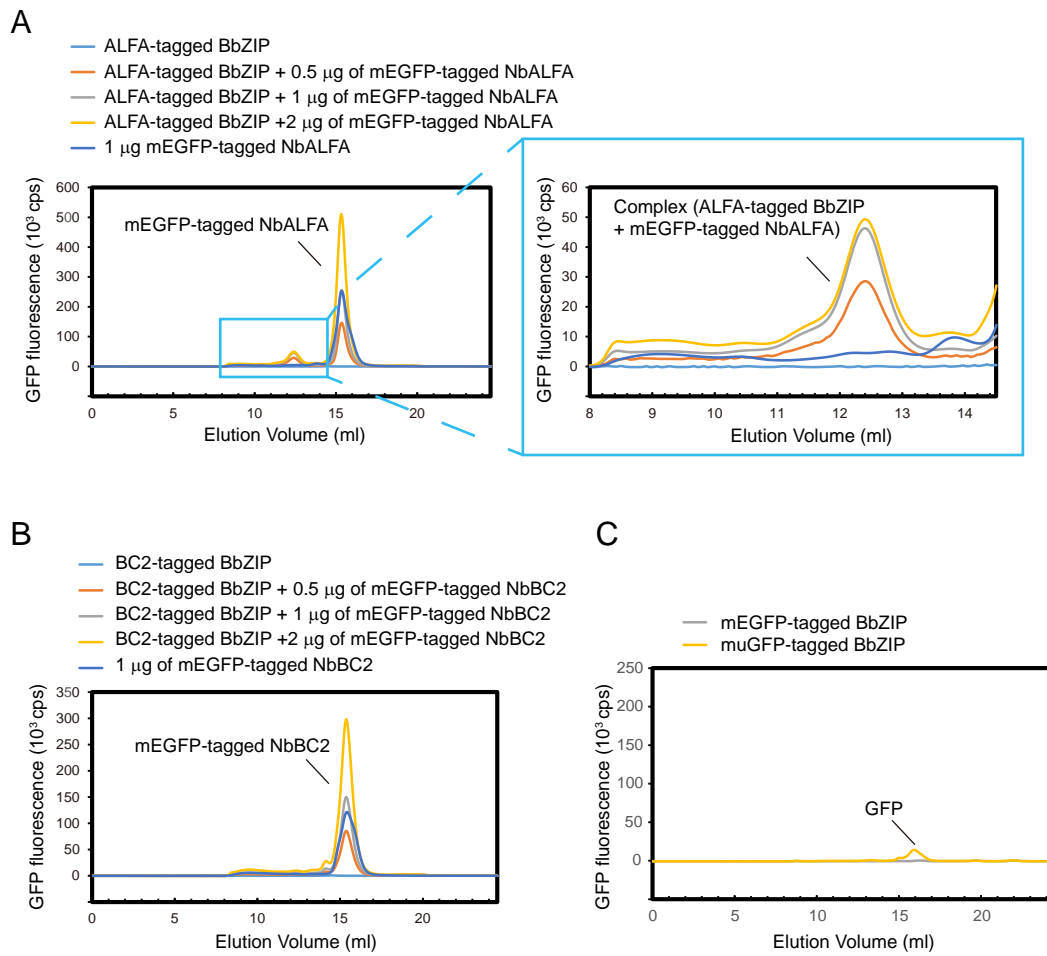 A
ALFA-tagged BbZIP
ALFA-tagged BbZIP + 0.5 μg of mEGFP-tagged NbALFA
ALFA-tagged BbZIP + 1 μg of mEGFP-tagged NbALFA
ALFA-tagged BbZIP +2 μg of mEGFP-tagged NbALFA
1 μg mEGFP-tagged NbALFA
GFP fluorescence (10³ cps)
600
500
400
300
200
100
0
mEGFP-tagged NbALFA
0 5 10 15 20
Elution Volume (ml)
GFP fluorescence (10³ cps)
60
50
40
30
20
10
0
Complex (ALFA-tagged BbZIP
+ mEGFP-tagged NbALFA)
8 9 10 11 12 13 14
Elution Volume (ml)
B
BC2-tagged BbZIP
BC2-tagged BbZIP + 0.5 μg of mEGFP-tagged NbBC2
BC2-tagged BbZIP + 1 μg of mEGFP-tagged NbBC2
BC2-tagged BbZIP +2 μg of mEGFP-tagged NbBC2
1 μg of mEGFP-tagged NbBC2
GFP fluorescence (10³ cps)
350
300
250
200
150
100
50
0
mEGFP-tagged NbBC2
0 5 10 15 20
Elution Volume (ml)
C
mEGFP-tagged BbZIP
muGFP-tagged BbZIP
GFP fluorescence (10³ cps)
250
200
150
100
50
0
50
GFP
0 5 10 15 20
Elution Volume (ml)